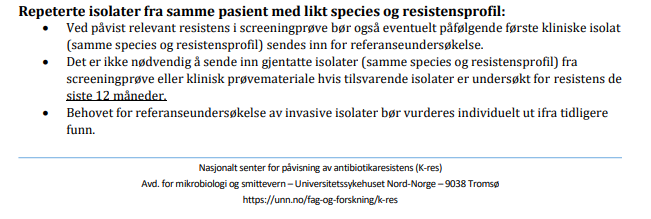 Repeterte isolater fra samme pasient med likt species og resistensprofil:
• Ved påvist relevant resistens i screeningprøve bør også eventuelt påfølgende første kliniske isolat
(samme species og resistensprofil) sendes inn for referanseundersøkelse.
• Det er ikke nødvendig å sende inn gjentatte isolater (samme species og resistensprofil) fra
screeningprøve eller klinisk prøvemateriale hvis tilsvarende isolater er undersøkt for resistens de
siste 12 måneder.
• Behovet for referanseundersøkelse av invasive isolater bør vurderes individuelt ut ifra tidligere
funn.
Nasjonalt senter for påvisning av antibiotikaresistens (K-res)
Avd. for mikrobiologi og smittevern – Universitetssykehuset Nord-Norge – 9038 Tromsø
https://unn.no/fag-og-forskning/k-res